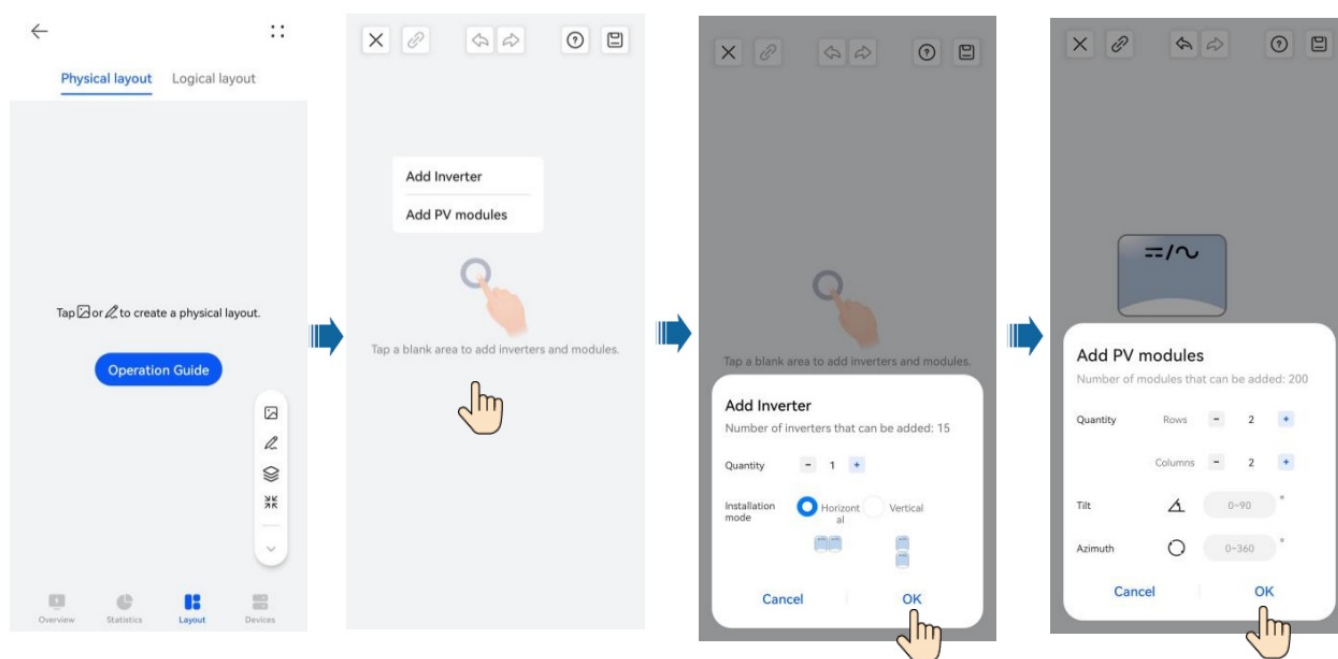 Physical layout Logical layout
Tap or to create a physical layout.
Operation Guide
Overview Statistics Layout Devices
Add Inverter
Add PV modules
Tap a blank area to add inverters and modules.
Tap a blank area to add inverters and modules.
Add Inverter
Number of inverters that can be added: 15
Quantity - 1 +
Installation mode
Horizont
al
Vertical
Cancel OK
Add PV modules
Number of modules that can be added: 200
Quantity Rows - 2 +
Columns - 2 +
Tilt 0~90 °
Azimuth 0~360 °
Cancel OK